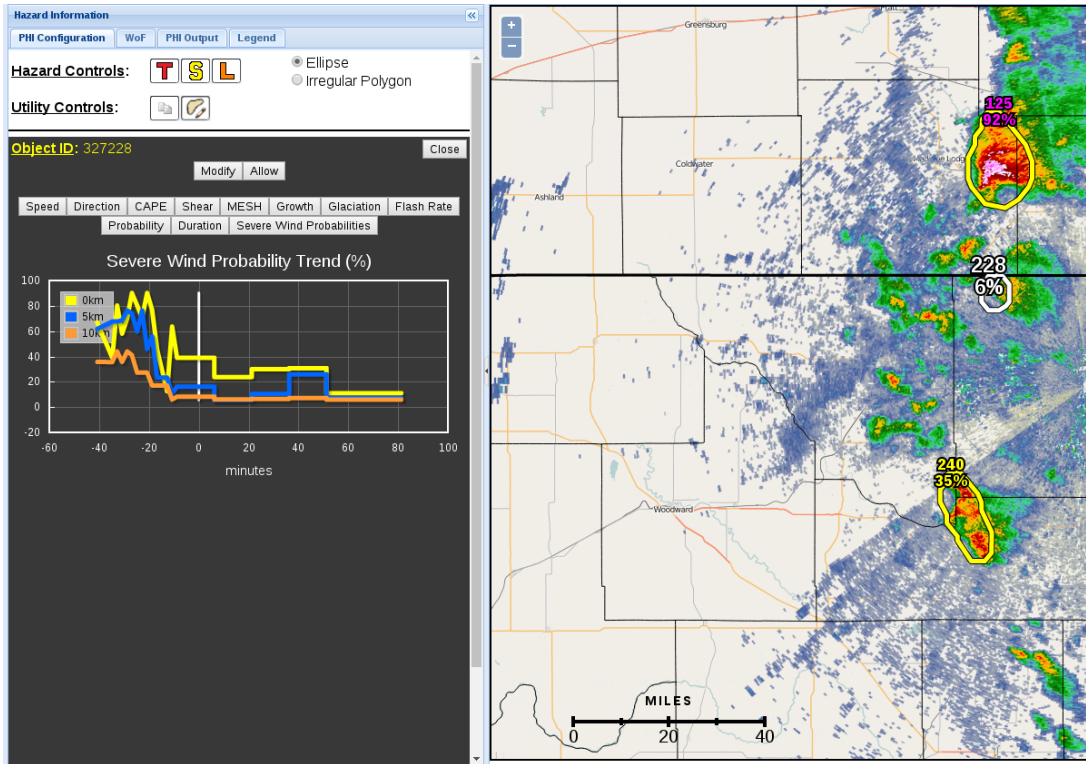 Hazard Information
PHI Configuration WoF PHI Output Legend
Hazard Controls: T S L
Ellipse
Irregular Polygon
Utility Controls:
Object ID: 327228
Close
Modify Allow
Speed Direction CAPE Shear MESH Growth Glaciation Flash Rate
Probability Duration Severe Wind Probabilities
Severe Wind Probability Trend (%)
100
80
60
40
20
0
-20
0km
5km
10km
-60 -40 -20 0 20 40 60 80 100
minutes
+
−
Greensburg
Pratt
125
92%
Coldwater
Ashland
228
6%
240
35%
Woodward
MILES
0 20 40